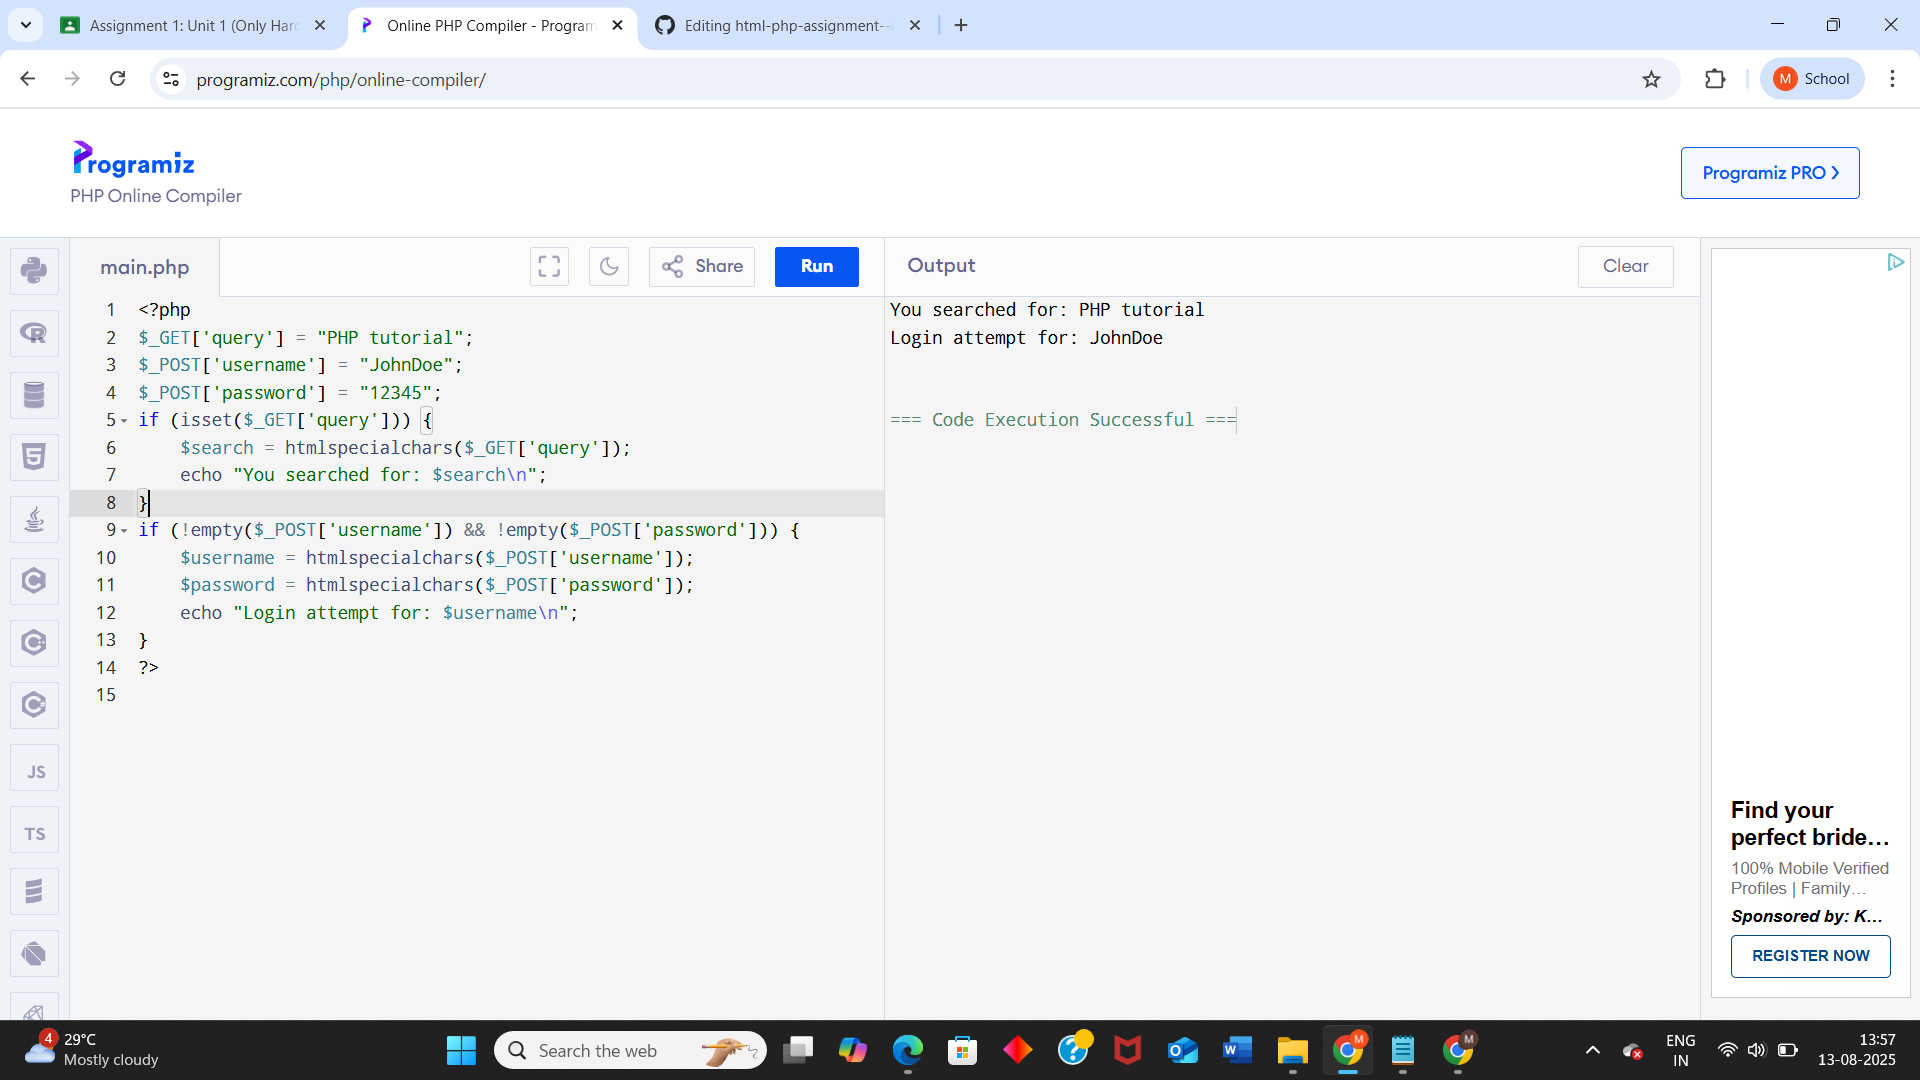 Assignment 1: Unit 1 (Only Hard
Online PHP Compiler - Program
Editing html-php-assignment--
programiz.com/php/online-compiler/
M School
Programiz
PHP Online Compiler
Programiz PRO >
main.php
Share
Run
Output
Clear
1 <?php
2 $_GET['query'] = "PHP tutorial";
3 $_POST['username'] = "JohnDoe";
4 $_POST['password'] = "12345";
5 if (isset($_GET['query'])) {
6 $search = htmlspecialchars($_GET['query']);
7 echo "You searched for: $search\n";
8 }
9 if (!empty($_POST['username']) && !empty($_POST['password'])) {
10 $username = htmlspecialchars($_POST['username']);
11 $password = htmlspecialchars($_POST['password']);
12 echo "Login attempt for: $username\n";
13 }
14 ?>
15
You searched for: PHP tutorial
Login attempt for: JohnDoe
=== Code Execution Successful ===
JS
TS
Find your
perfect bride...
100% Mobile Verified
Profiles | Family...
Sponsored by: K...
REGISTER NOW
4
29°C
Mostly cloudy
Search the web
ENG
IN
13:57
13-08-2025